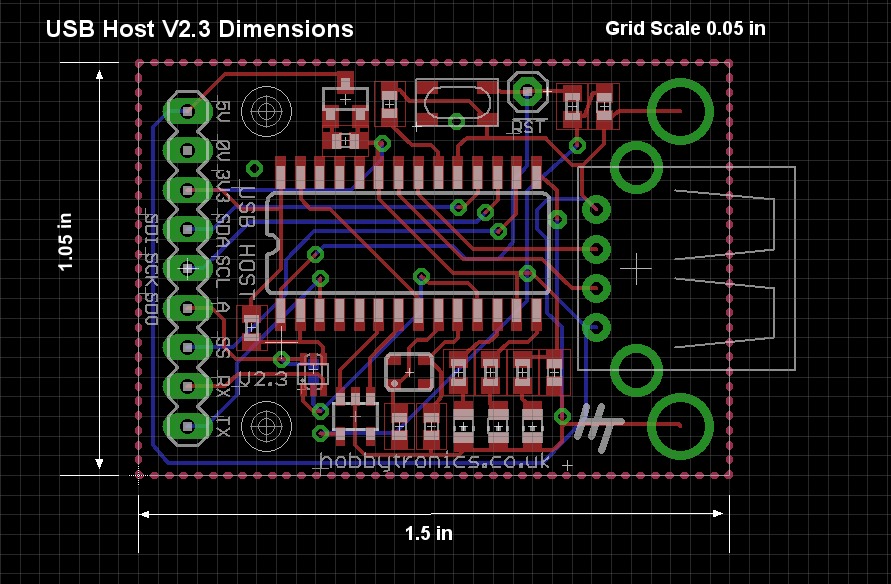 USB Host V2.3 Dimensions
Grid Scale 0.05 in
RST
5V
0V
3V3
SDA
SCL
A
SS
RX
TX
SDI SCK SDO
USB HOST
V2.3
1.05 in
hobbytronics.co.uk
1.5 in